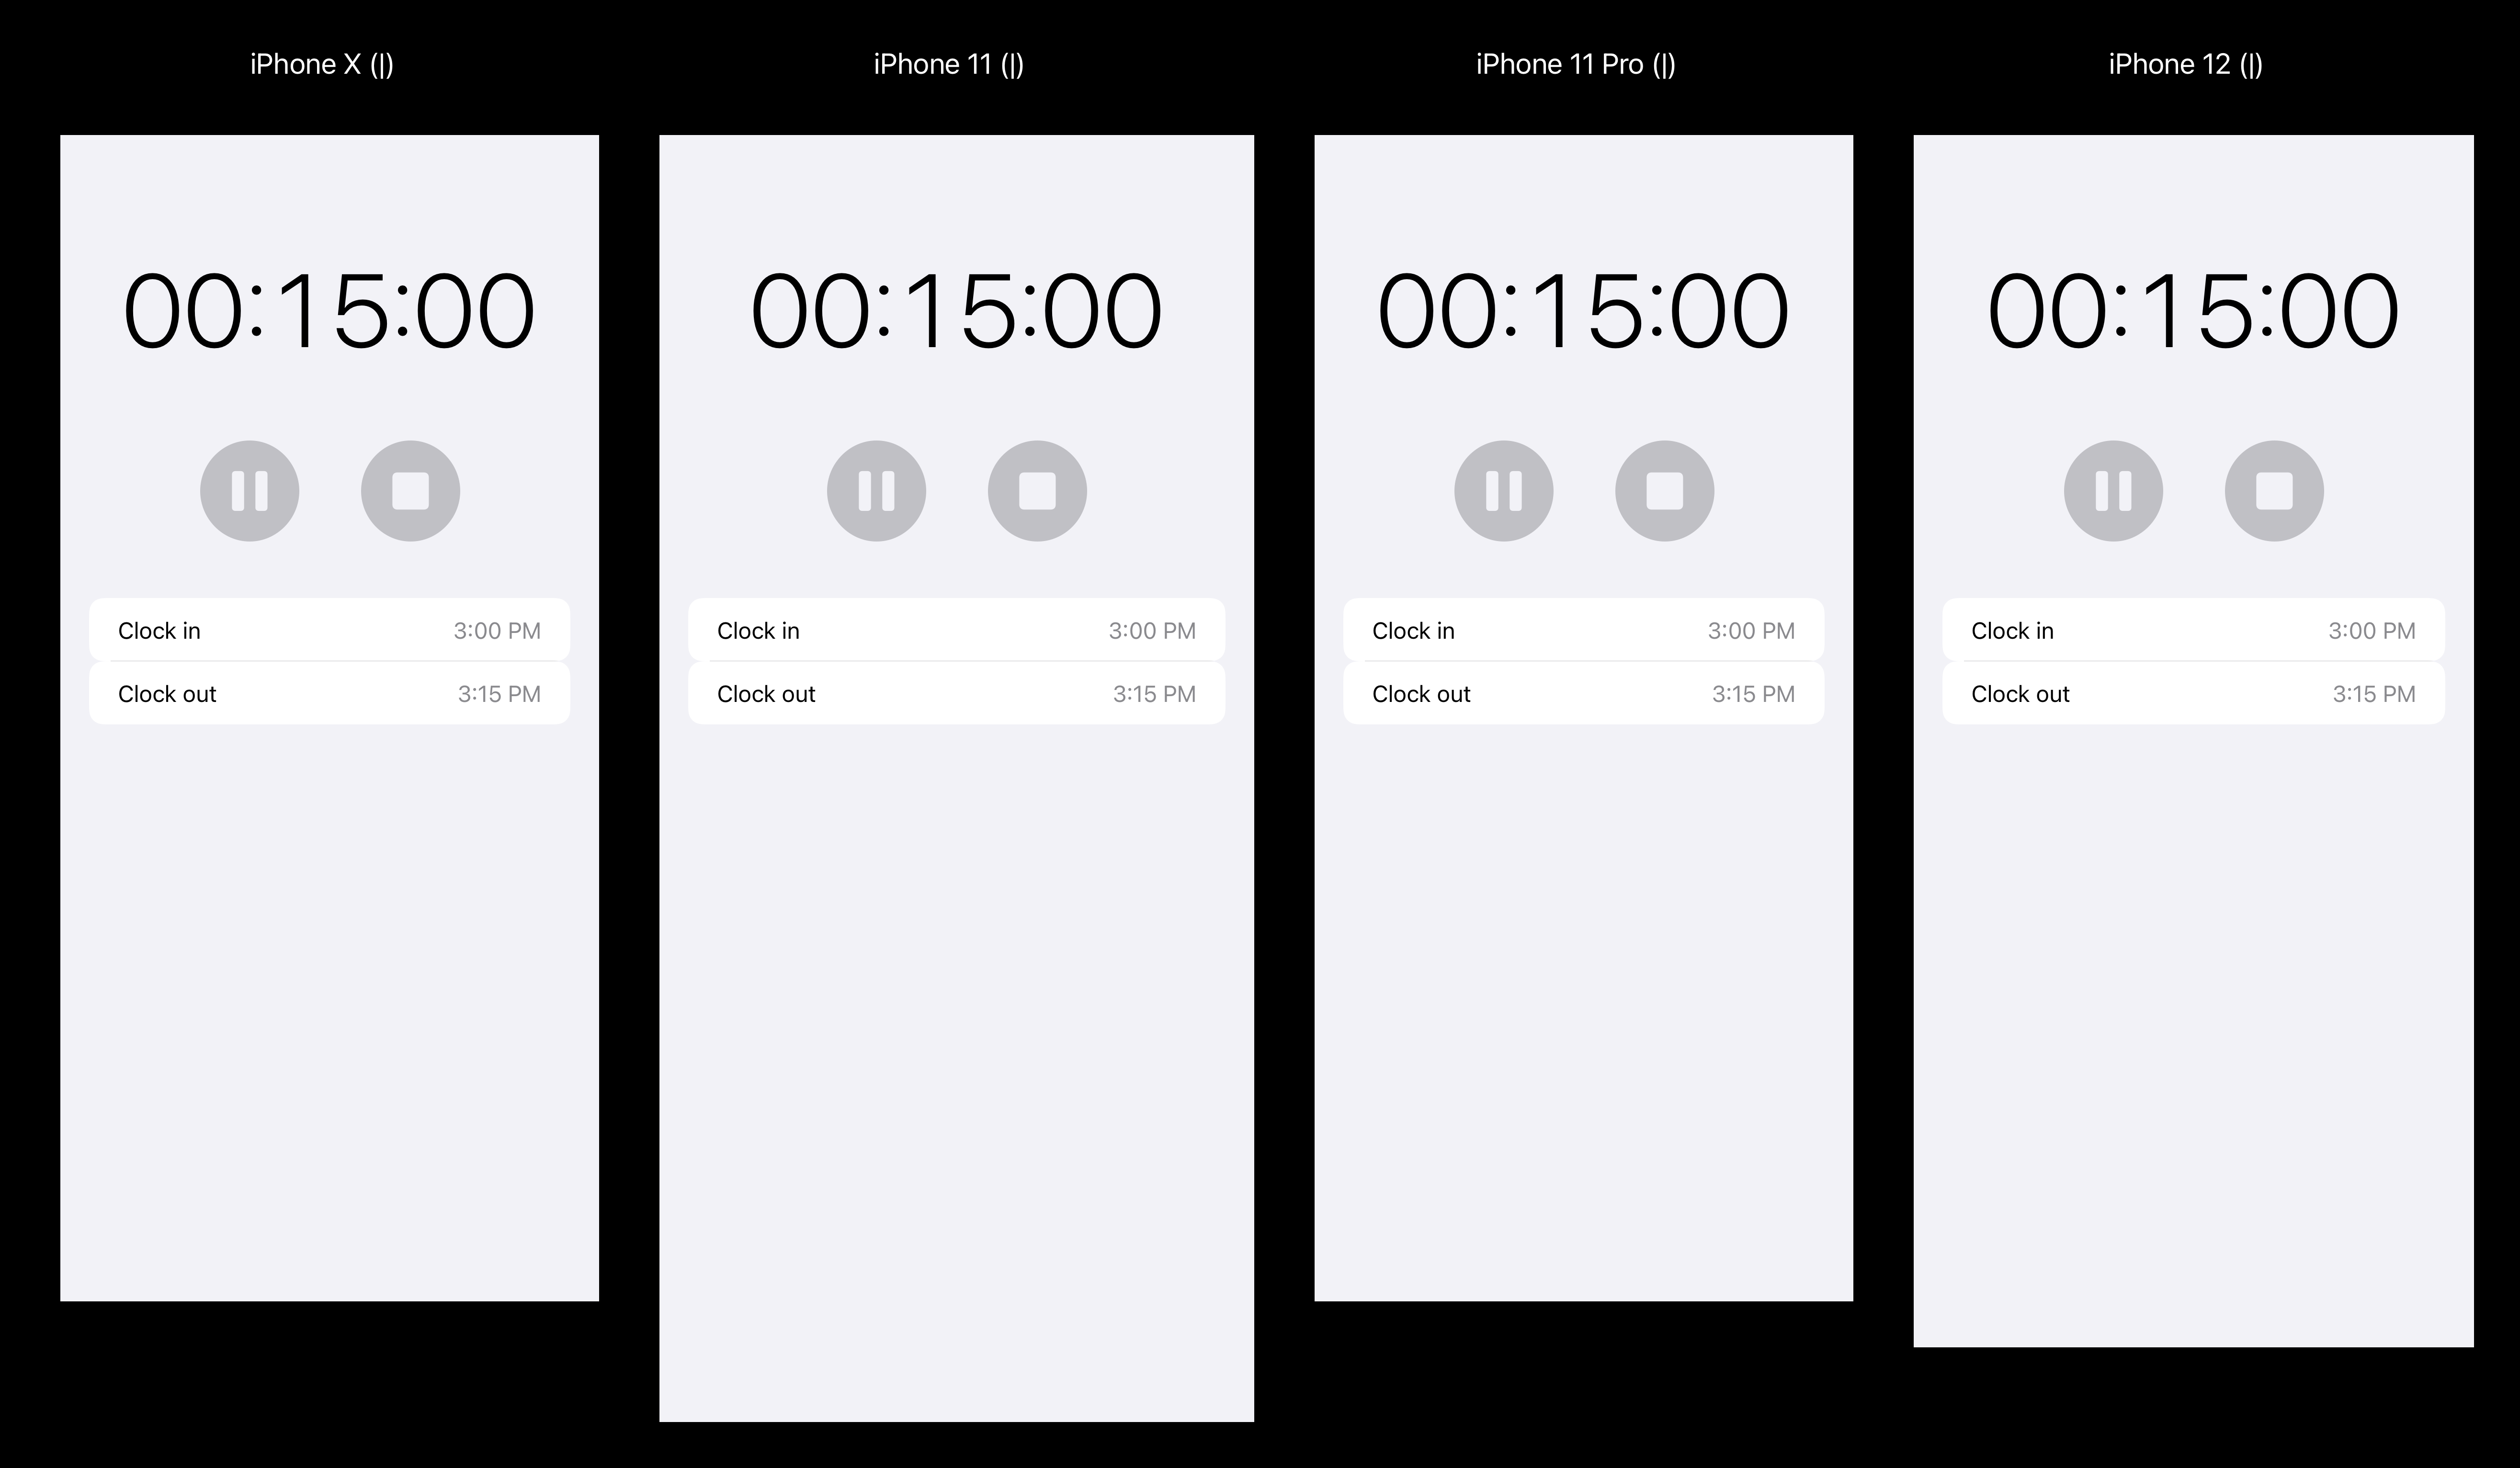 iPhone X (|)
00:15:00
Clock in 3:00 PM
Clock out 3:15 PM
iPhone 11 (|)
00:15:00
Clock in 3:00 PM
Clock out 3:15 PM
iPhone 11 Pro (|)
00:15:00
Clock in 3:00 PM
Clock out 3:15 PM
iPhone 12 (|)
00:15:00
Clock in 3:00 PM
Clock out 3:15 PM